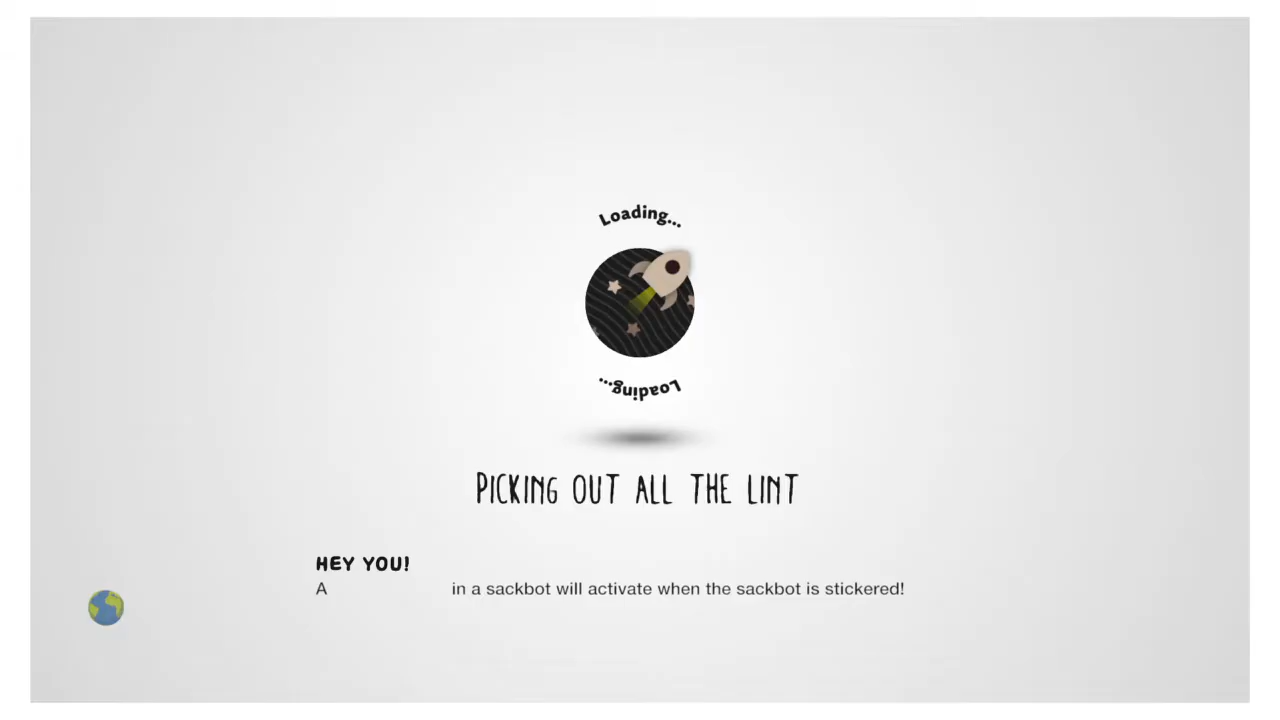 Loading...
Loading...
PICKING OUT ALL THE LINT
HEY YOU!
A in a sackbot will activate when the sackbot is stickered!